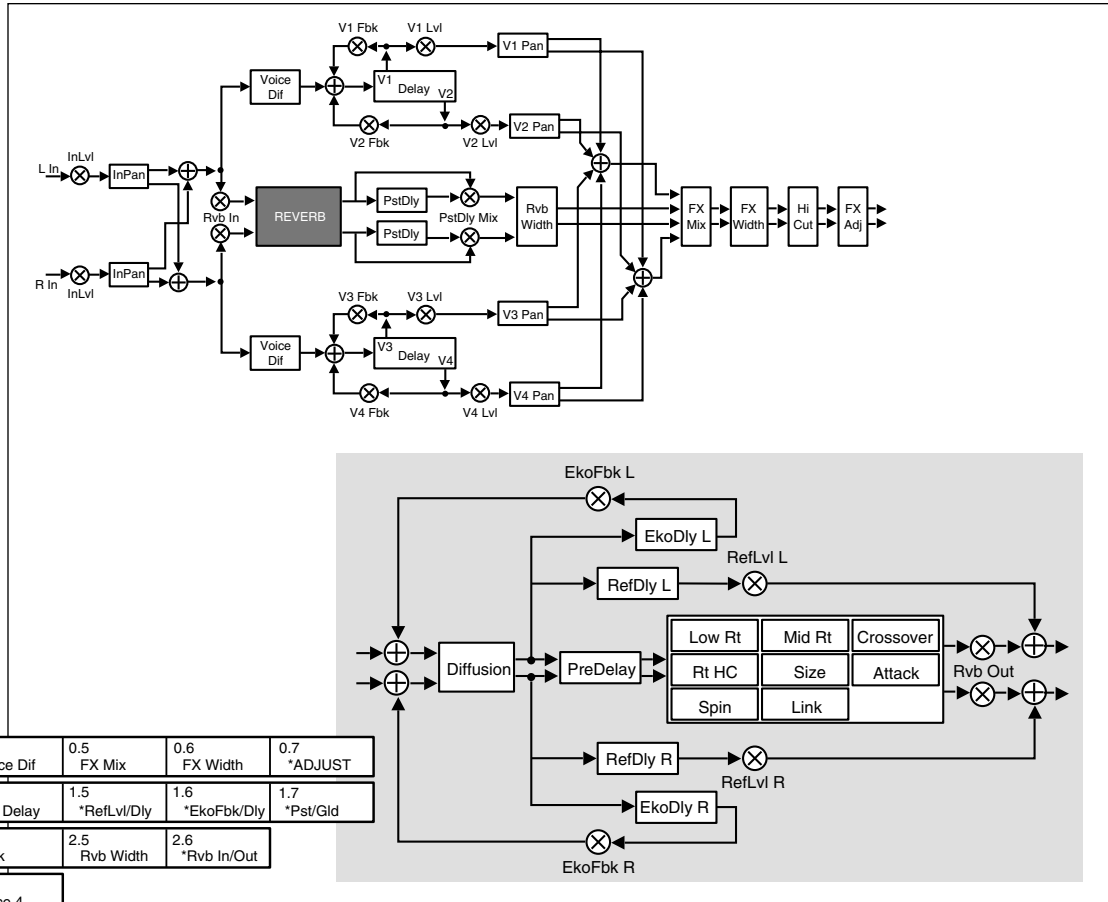 V1 Fbk V1 Lvl
V1 Pan
Voice Dif
V1 Delay V2
V2 Pan
V2 Fbk V2 Lvl
InLvl
L In
InPan
Rvb In
REVERB
PstDly
PstDly Mix
PstDly
Rvb Width
FX Mix
FX Width
Hi Cut
FX Adj
InPan
R In
InLvl
V3 Fbk V3 Lvl
V3 Pan
Voice Dif
V3 Delay V4
V4 Pan
V4 Fbk V4 Lvl
EkoFbk L
EkoDly L
RefLvl L
RefDly L
Low Rt Mid Rt Crossover
Diffusion
PreDelay
Rt HC Size Attack
Rvb Out
Spin Link
RefDly R
RefLvl R
EkoDly R
EkoFbk R
0.5 0.6 0.7
Dif FX Mix FX Width *ADJUST
1.5 1.6 1.7
Delay *RefLvl/Dly *EkoFbk/Dly *Pst/Gld
2.5 2.6
Rvb Width *Rvb In/Out
4